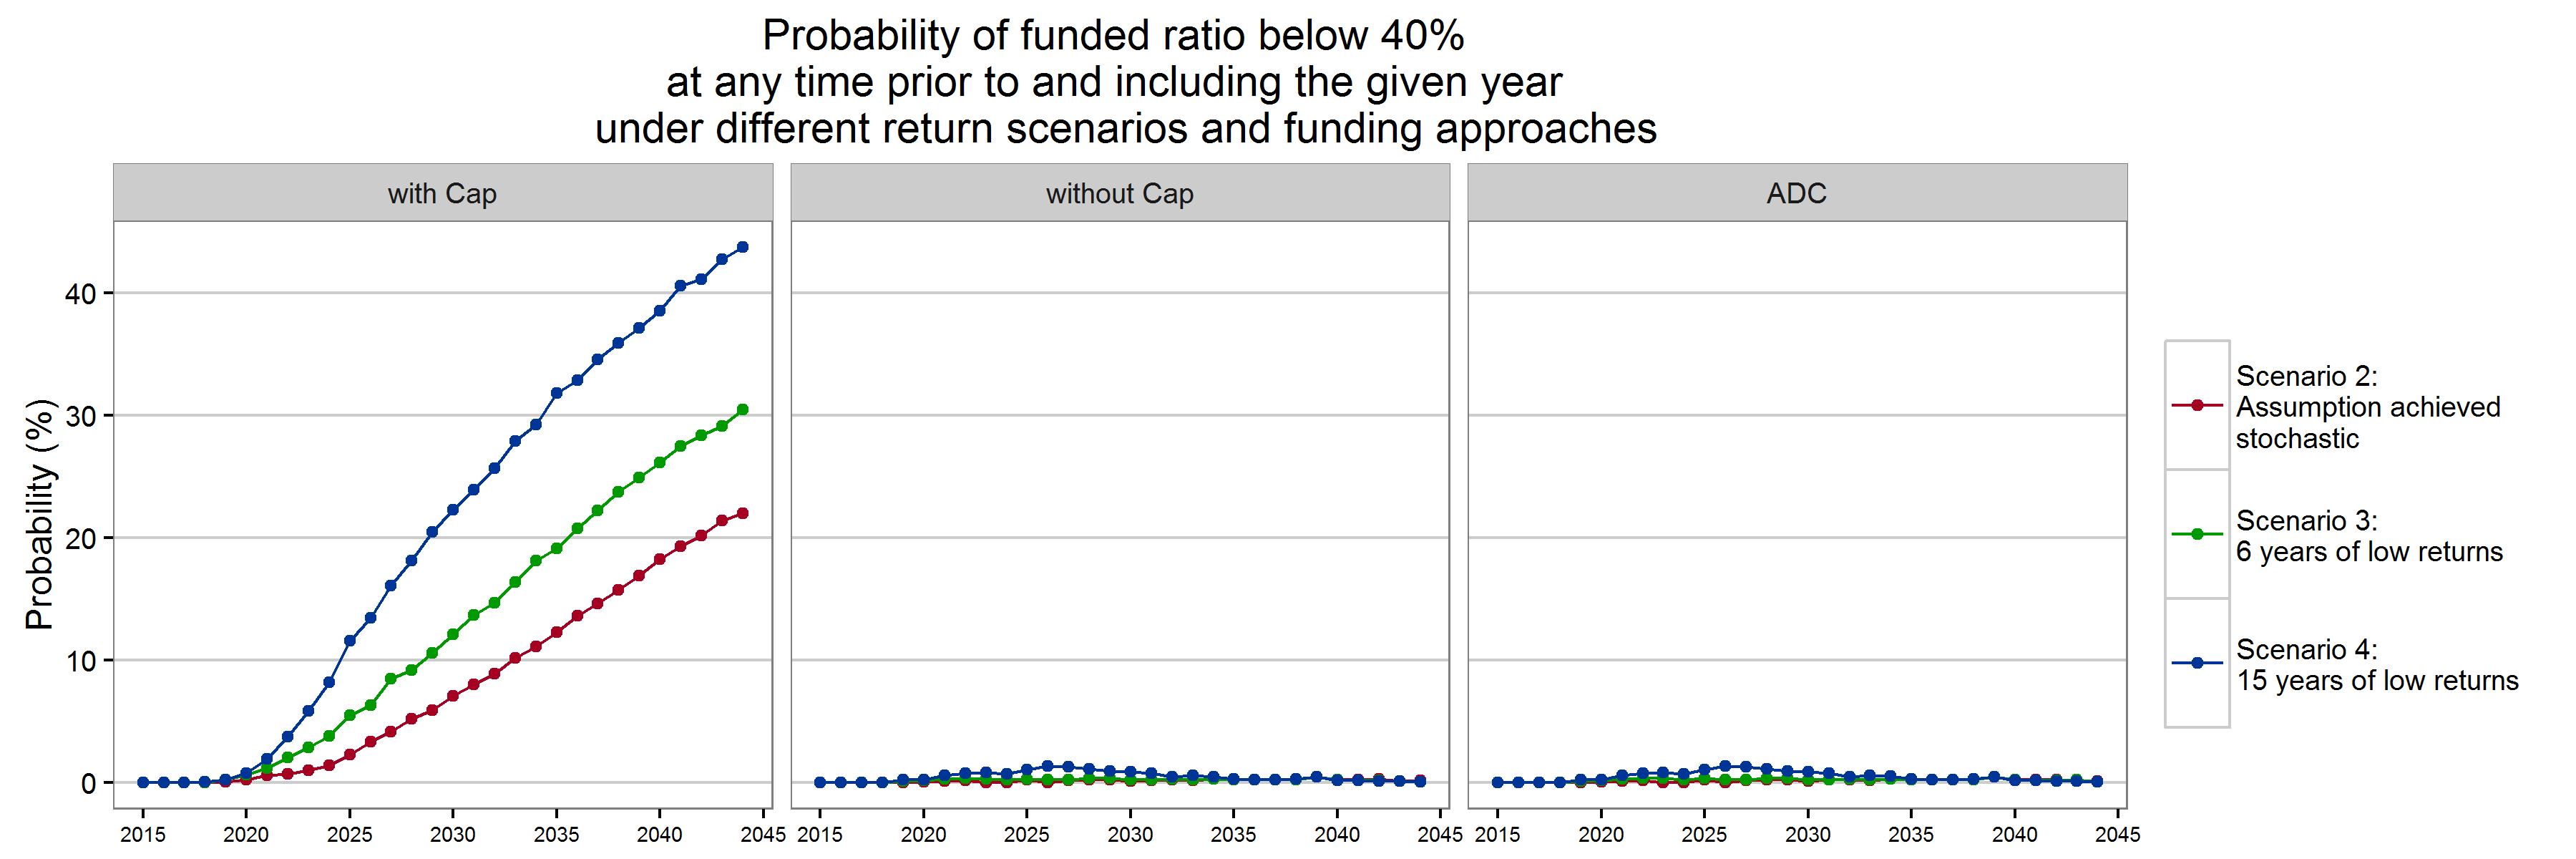 Probability of funded ratio below 40%
at any time prior to and including the given year
under different return scenarios and funding approaches
with Cap
without Cap
ADC
Probability (%)
40
30
20
10
0
2015 2020 2025 2030 2035 2040 2045
2015 2020 2025 2030 2035 2040 2045
2015 2020 2025 2030 2035 2040 2045
Scenario 2:
Assumption achieved
stochastic
Scenario 3:
6 years of low returns
Scenario 4:
15 years of low returns